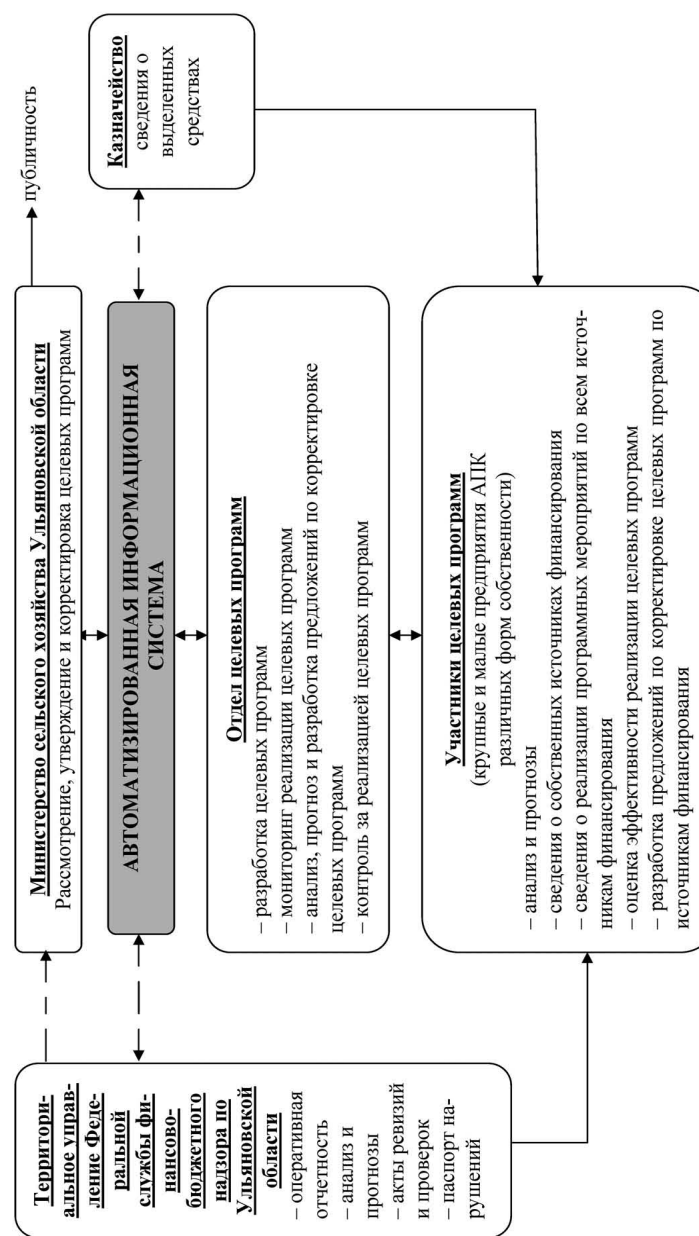 Территори-
альное управ-
ление Феде-
ральной
службы фи-
нансово-
бюджетного
надзора по
Ульяновской
области
– оперативная
отчетность
– анализ и
прогнозы
– акты ревизий
и проверок
– паспорт на-
рушений
Министерство сельского хозяйства Ульяновской области
Рассмотрение, утверждение и корректировка целевых программ
публичность
АВТОМАТИЗИРОВАННАЯ ИНФОРМАЦИОННАЯ
СИСТЕМА
Казначейство
сведения о
выделенных
средствах
Отдел целевых программ
– разработка целевых программ
– мониторинг реализации целевых программ
– анализ, прогноз и разработка предложений по корректировке
целевых программ
– контроль за реализацией целевых программ
Участники целевых программ
(крупные и малые предприятия АПК
различных форм собственности)
– анализ и прогнозы
– сведения о собственных источниках финансирования
– сведения о реализации программных мероприятий по всем источ-
никам финансирования
– оценка эффективности реализации целевых программ
– разработка предложений по корректировке целевых программ по
источникам финансирования